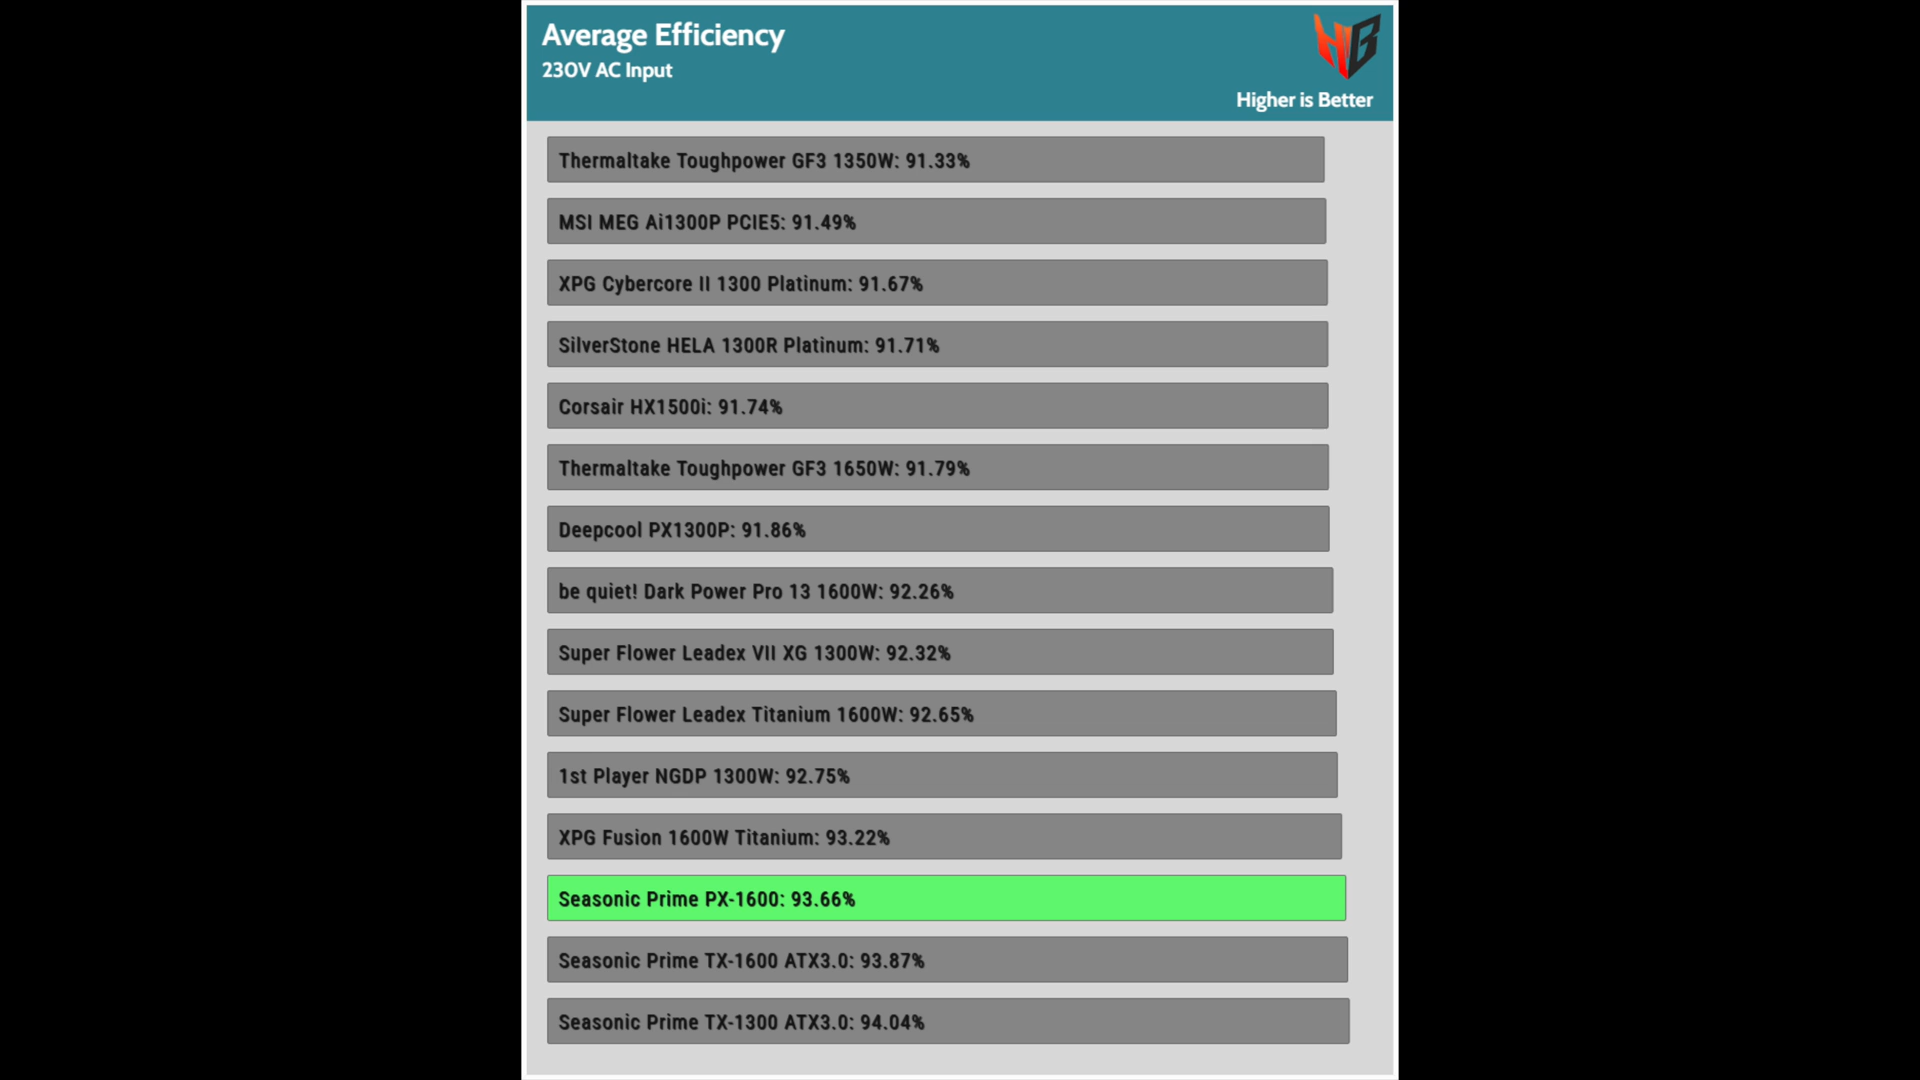 Average Efficiency
230V AC Input
HB
Higher is Better
Thermaltake Toughpower GF3 1350W: 91.33%
MSI MEG Ai1300P PCIE5: 91.49%
XPG Cybercore II 1300 Platinum: 91.67%
SilverStone HELA 1300R Platinum: 91.71%
Corsair HX1500i: 91.74%
Thermaltake Toughpower GF3 1650W: 91.79%
Deepcool PX1300P: 91.86%
be quiet! Dark Power Pro 13 1600W: 92.26%
Super Flower Leadex VII XG 1300W: 92.32%
Super Flower Leadex Titanium 1600W: 92.65%
1st Player NGDP 1300W: 92.75%
XPG Fusion 1600W Titanium: 93.22%
Seasonic Prime PX-1600: 93.66%
Seasonic Prime TX-1600 ATX3.0: 93.87%
Seasonic Prime TX-1300 ATX3.0: 94.04%